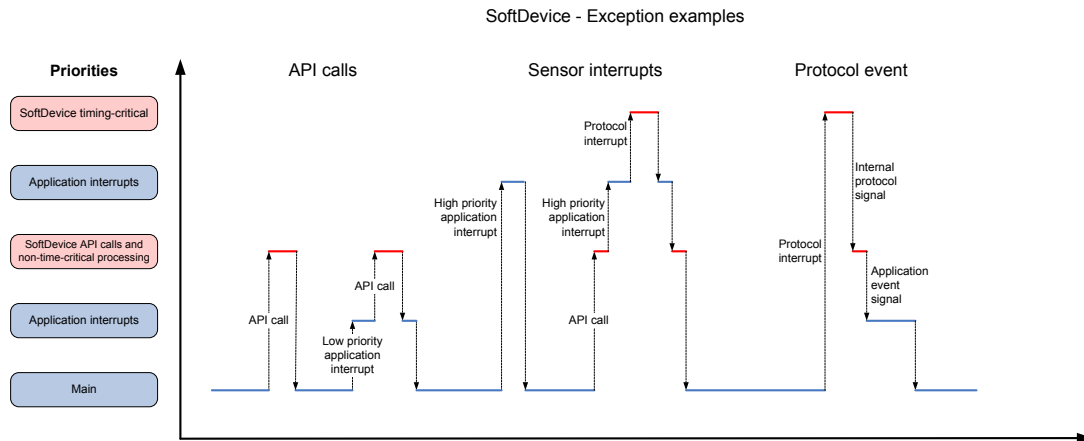 SoftDevice - Exception examples
Priorities
API calls
Sensor interrupts
Protocol event
SoftDevice timing-critical
Application interrupts
SoftDevice API calls and
non-time-critical processing
Application interrupts
Main
API call
Low priority
application
interrupt
API call
High priority
application
interrupt
API call
High priority
application
interrupt
Protocol
interrupt
Protocol
interrupt
Internal
protocol
signal
Application
event
signal